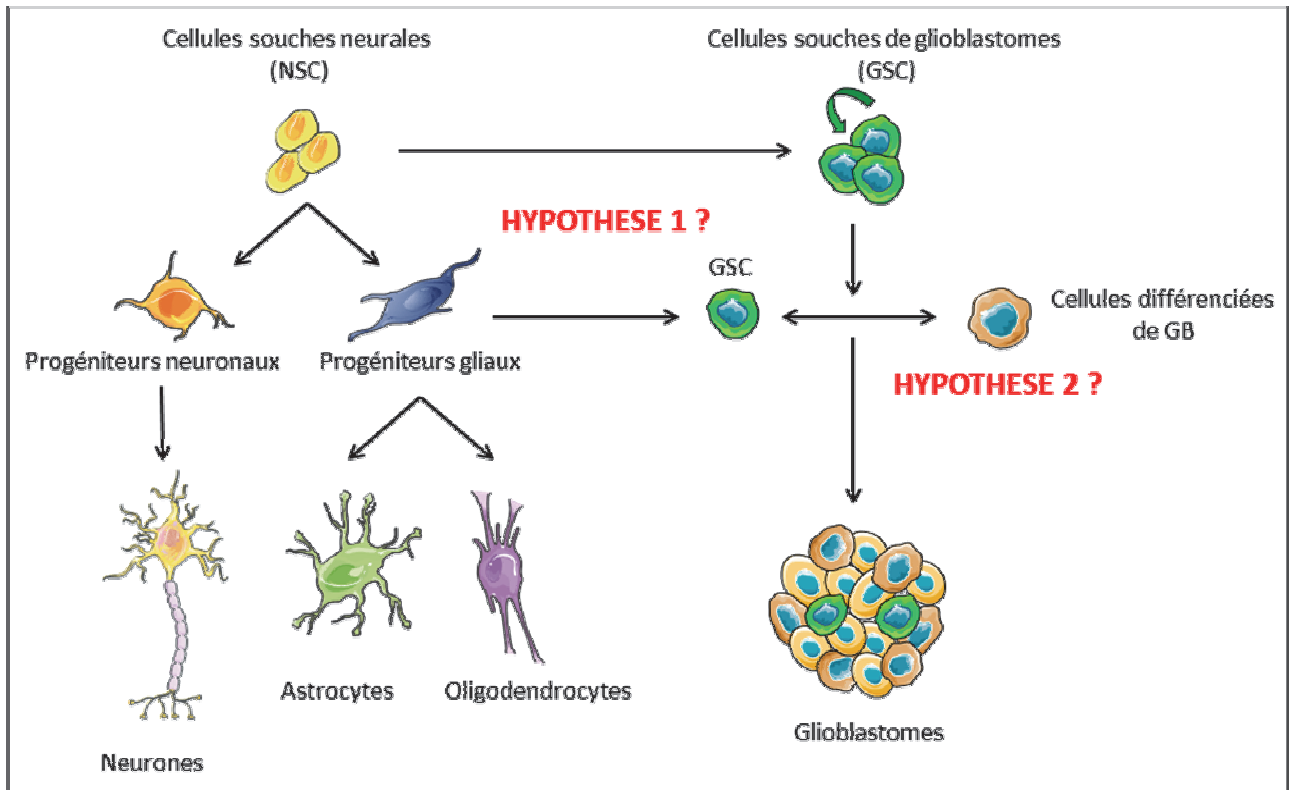 Cellules souches neurales
(NSC)
Cellules souches de glioblastomes
(GSC)
HYPOTHESE 1 ?
GSC
Cellules différenciées
de GB
Progéniteurs neuronaux
Progéniteurs gliaux
HYPOTHESE 2 ?
Astrocytes
Oligodendrocytes
Glioblastomes
Neurones